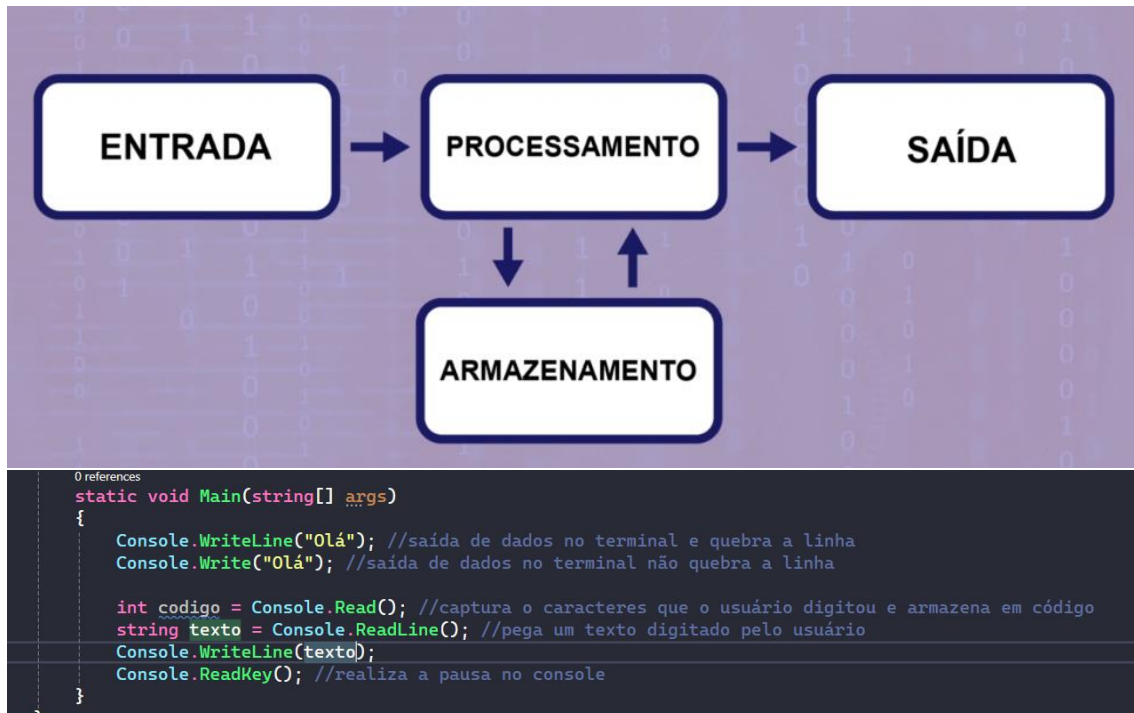 ENTRADA
PROCESSAMENTO
SAÍDA
ARMAZENAMENTO
0 references
static void Main(string[] args)
{
Console.WriteLine("Olá"); //saída de dados no terminal e quebra a linha
Console.Write("Olá"); //saída de dados no terminal não quebra a linha
int codigo = Console.Read(); //captura o caracteres que o usuário digitou e armazena em código
string texto = Console.ReadLine(); //pega um texto digitado pelo usuário
Console.WriteLine(texto);
Console.ReadKey(); //realiza a pausa no console
}